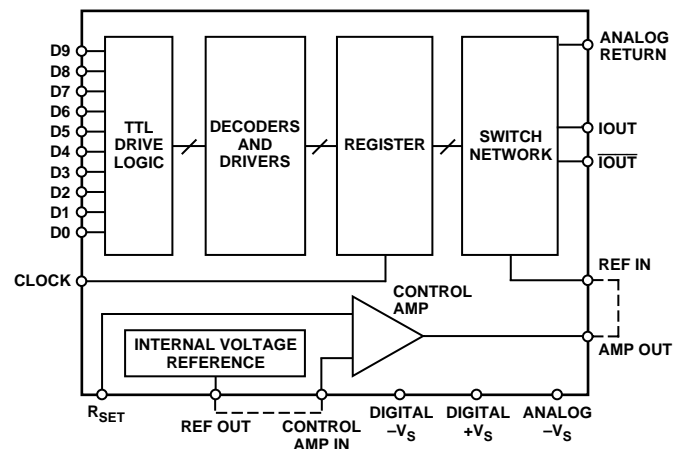 D9
D8
D7
D6
D5
D4
D3
D2
D1
D0
CLOCK
TTL
DRIVE
LOGIC
DECODERS
AND
DRIVERS
REGISTER
SWITCH
NETWORK
ANALOG
RETURN
IOUT
IOUT
REF IN
CONTROL
AMP
AMP OUT
INTERNAL VOLTAGE
REFERENCE
RSET
REF OUT
CONTROL
AMP IN
DIGITAL
–VS
DIGITAL
+VS
ANALOG
–VS